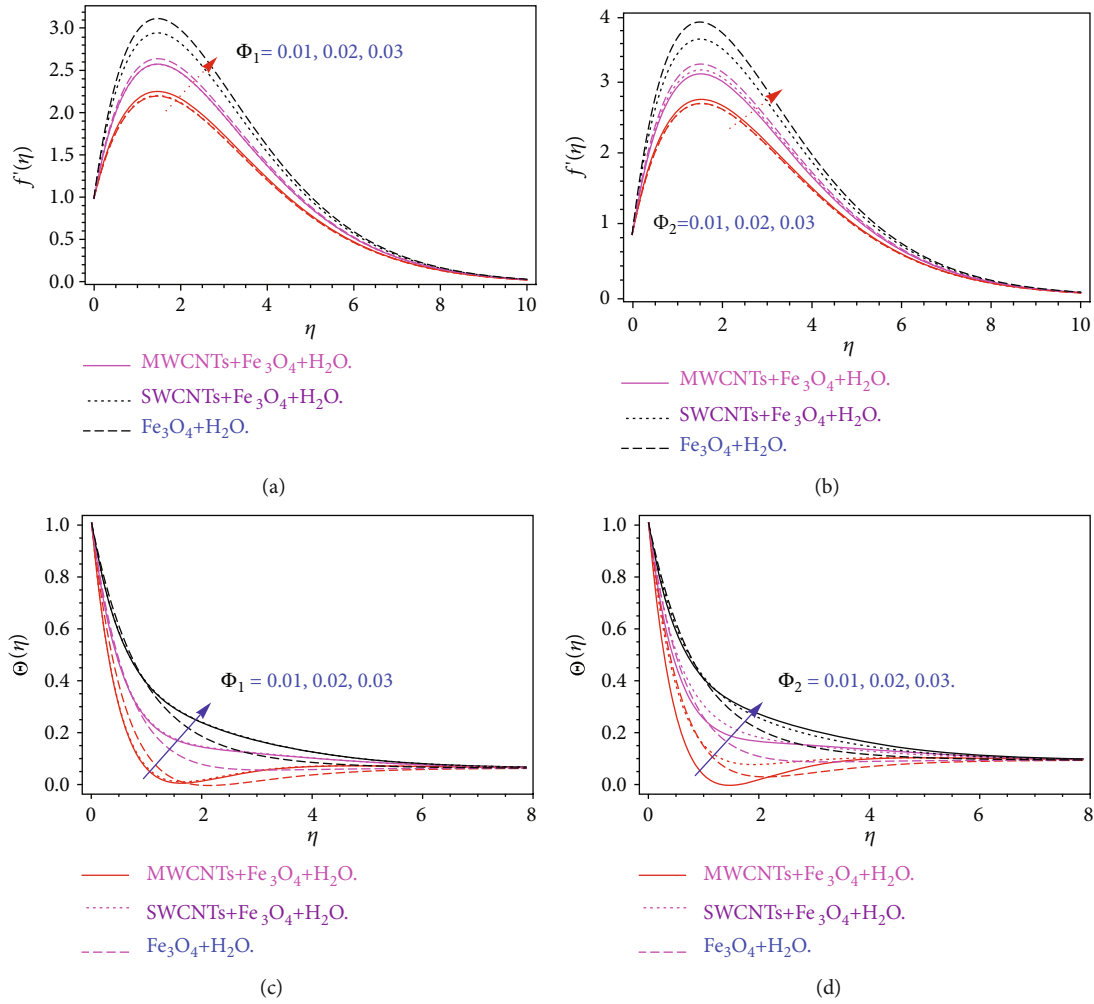 3.0
2.5
2.0
1.5
1.0
0.5
0.0
f'(η)
Φ1= 0.01, 0.02, 0.03
0 2 4 6 8 10
η
MWCNTs+Fe3O4+H2O.
SWCNTs+Fe3O4+H2O.
Fe3O4+H2O.
(a)
4
3
2
1
4
f'(η)
Φ2=0.01, 0.02, 0.03
0 2 4 6 8 10
η
MWCNTs+Fe3O4+H2O.
SWCNTs+Fe3O4+H2O.
Fe3O4+H2O.
(b)
1.0
0.8
0.6
0.4
0.2
0.0
Θ(η)
Φ1 = 0.01, 0.02, 0.03
0 2 4 6 8
η
MWCNTs+Fe3O4+H2O.
SWCNTs+Fe3O4+H2O.
Fe3O4+H2O.
(c)
1.0
0.8
0.6
0.4
0.2
0.0
Θ(η)
Φ2 = 0.01, 0.02, 0.03.
0 2 4 6 8
η
MWCNTs+Fe3O4+H2O.
SWCNTs+Fe3O4+H2O.
Fe3O4+H2O.
(d)